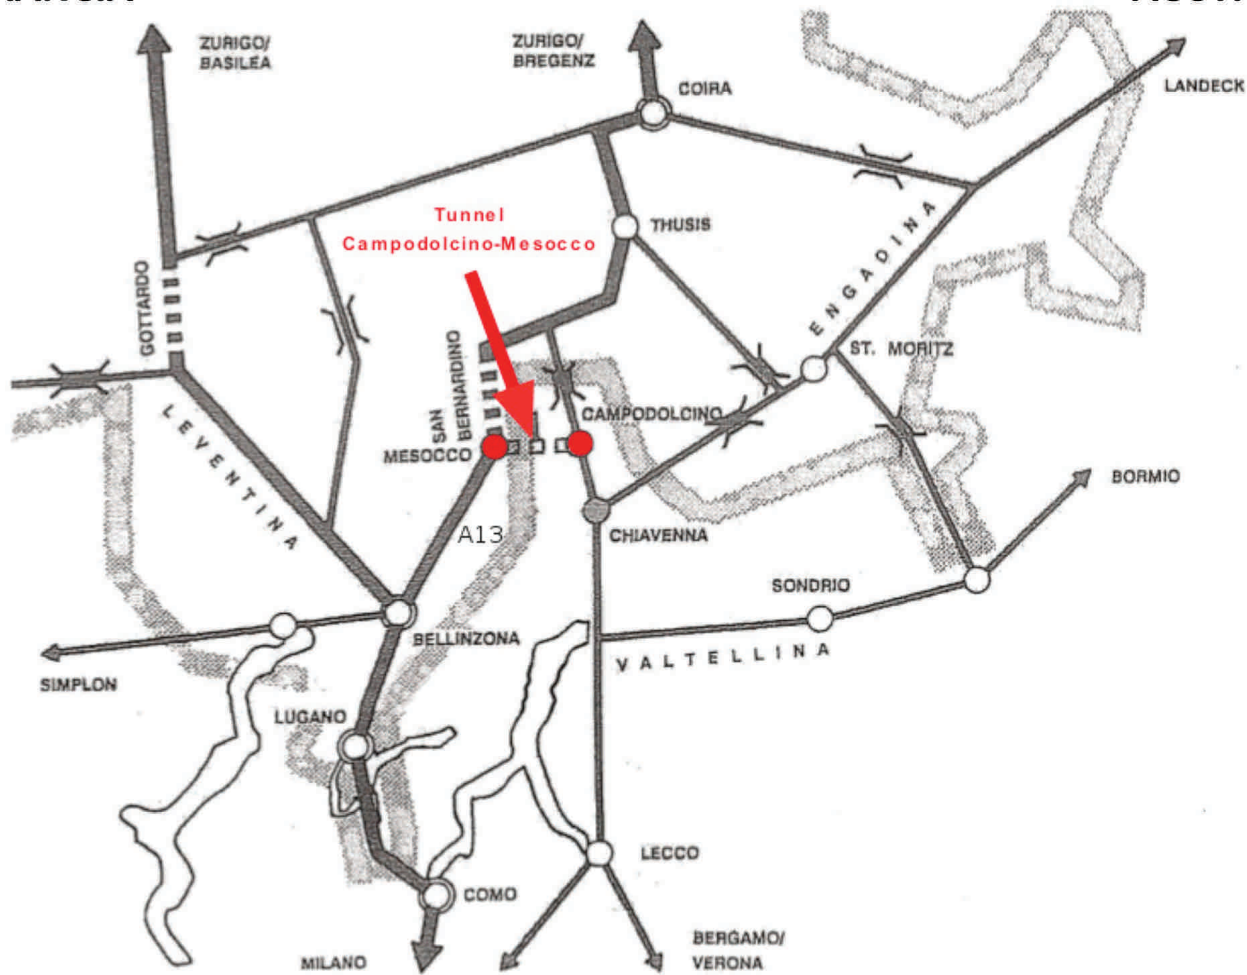 ZURIGO/
BASILEA
ZURIGO/
BREGENZ
COIRA
LANDECK
Tunnel
Campodolcino-Mesocco
THUSIS
ENGADINA
GOTTARDO
SAN
BERNARDINO
ST. MORITZ
CAMPODOLCINO
LEVENTINA
MESOCCO
BORMIO
A13
CHIAVENNA
SONDRIO
BELLINZONA
VALTELLINA
SIMPLON
LUGANO
LECCO
COMO
MILANO
BERGAMO/
VERONA